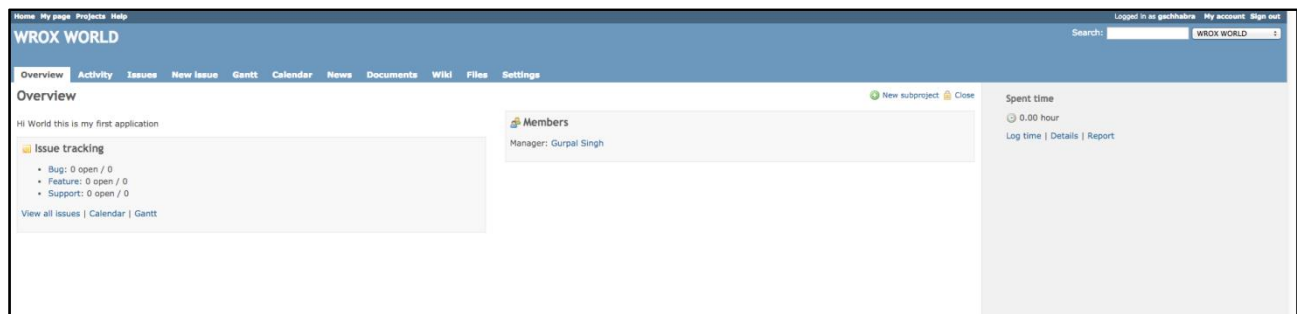 Home My page Projects Help
Logged in as gschhabra My account Sign out
WROX WORLD
Search:
WROX WORLD
Overview Activity Issues New issue Gantt Calendar News Documents Wiki Files Settings
Overview
New subproject Close
Hi World this is my first application
Issue tracking
• Bug: 0 open / 0
• Feature: 0 open / 0
• Support: 0 open / 0
View all issues | Calendar | Gantt
Members
Manager: Gurpal Singh
Spent time
0.00 hour
Log time | Details | Report